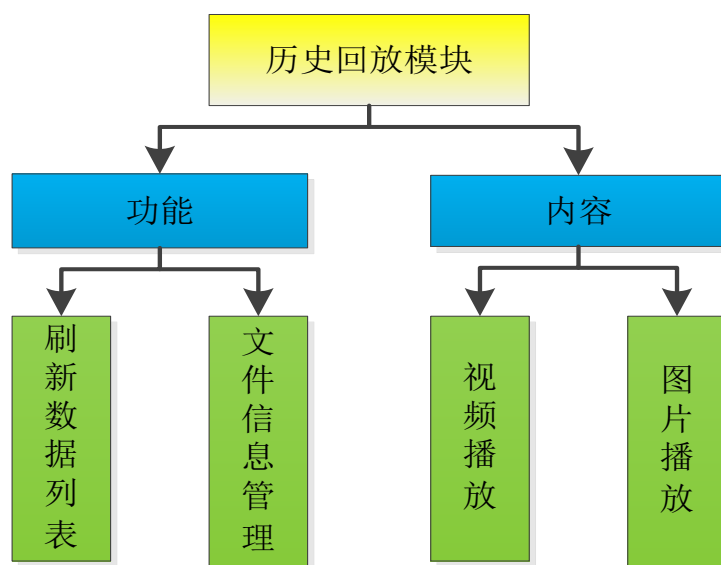 历史回放模块
功能
内容
刷新数据列表
文件信息管理
视频播放
图片播放